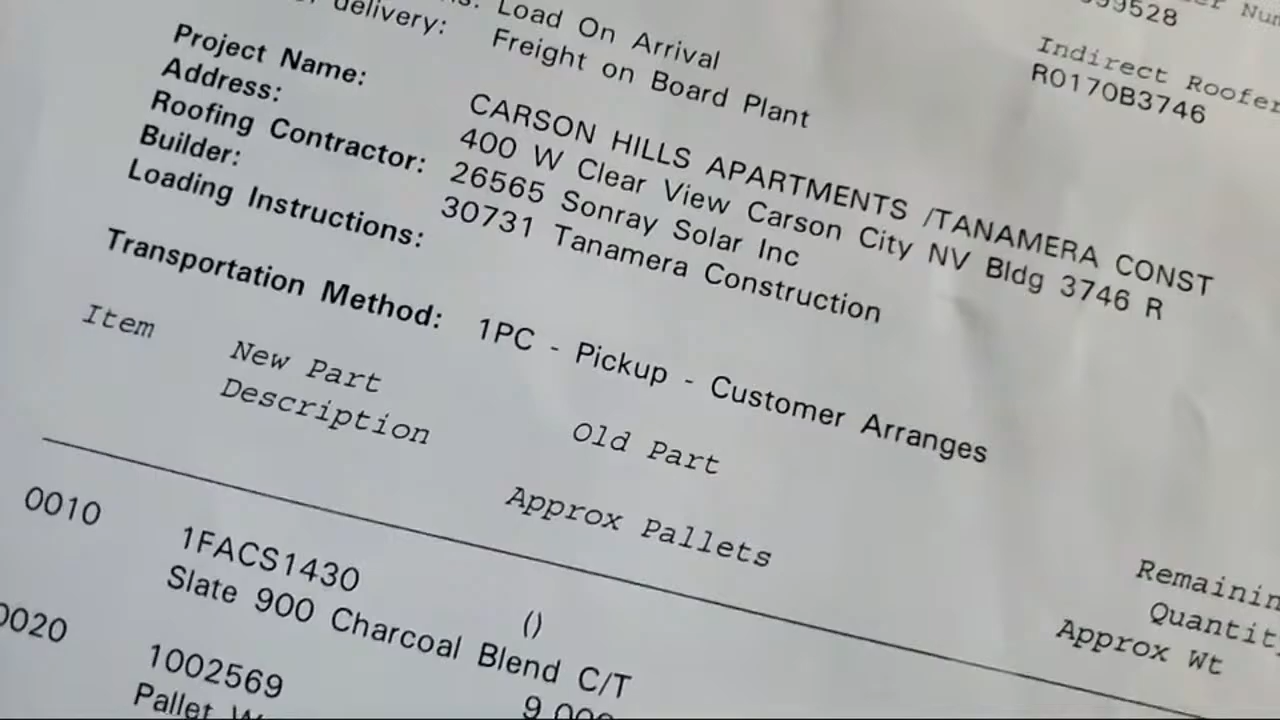 Load On Arrival
delivery: Freight on Board Plant
Project Name: CARSON HILLS APARTMENTS /TANAMERA CONST
Address: 400 W Clear View Carson City NV Bldg 3746 R
Roofing Contractor: 26565 Sonray Solar Inc
Builder: 30731 Tanamera Construction
Loading Instructions:
Transportation Method: 1PC - Pickup - Customer Arranges
Indirect Roofer
R0170B3746
Item New Part Old Part
Description Approx Pallets
Remainin
Quantit
Approx Wt
0010 1FACS1430 ()
Slate 900 Charcoal Blend C/T
0020 1002569
Pallet